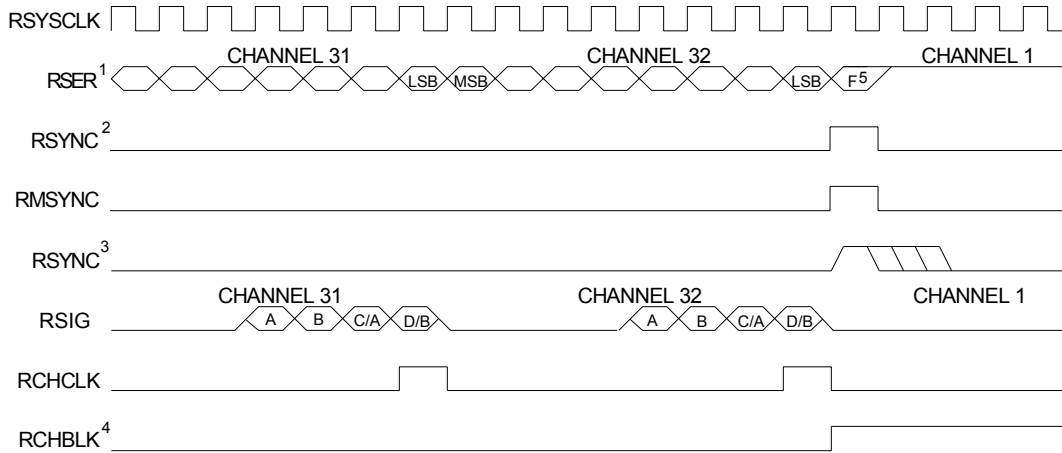 RSYSCLK
CHANNEL 31 CHANNEL 32 CHANNEL 1
RSER1 LSB MSB LSB F5
RSYNC2
RMSYNC
RSYNC3
CHANNEL 31 CHANNEL 32 CHANNEL 1
RSIG A B C/A D/B A B C/A D/B
RCHCLK
RCHBLK4